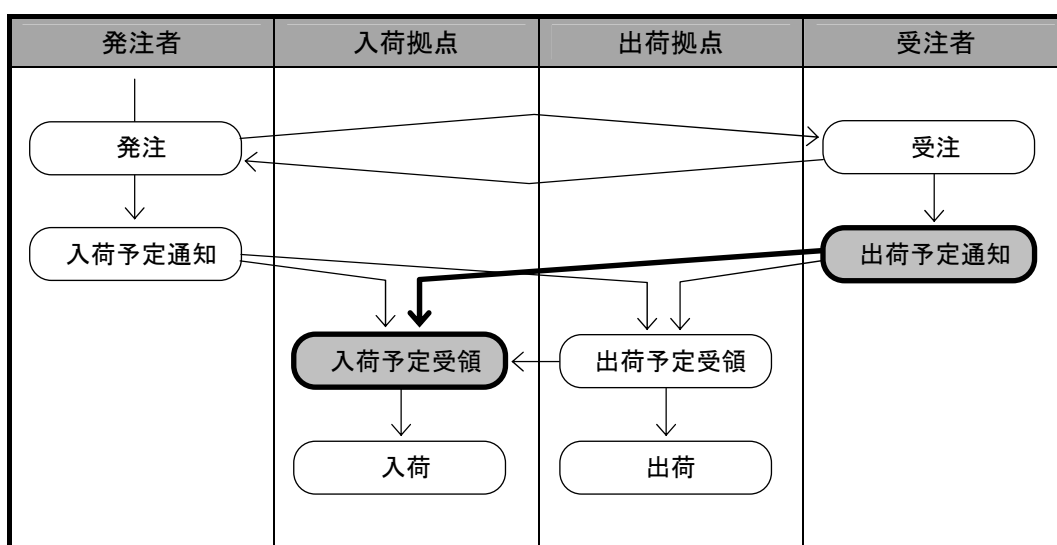 発注者 入荷拠点 出荷拠点 受注者
発注 受注
入荷予定通知 出荷予定通知
入荷予定受領 出荷予定受領
入荷 出荷